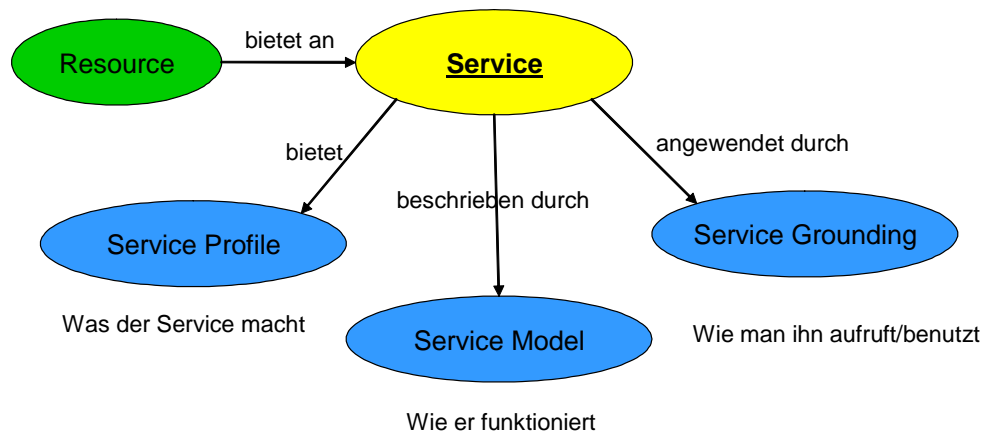 bietet an
Resource
Service
bietet
angewendet durch
beschrieben durch
Service Profile
Service Grounding
Was der Service macht
Service Model
Wie man ihn aufruft/benutzt
Wie er funktioniert